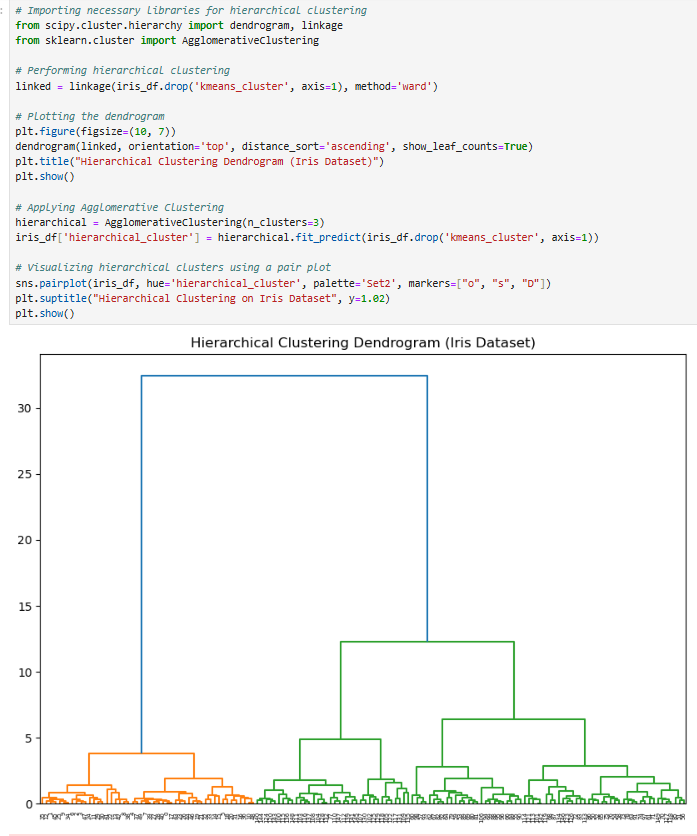 # Importing necessary libraries for hierarchical clustering
from scipy.cluster.hierarchy import dendrogram, linkage
from sklearn.cluster import AgglomerativeClustering
# Performing hierarchical clustering
linked = linkage(iris_df.drop('kmeans_cluster', axis=1), method='ward')
# Plotting the dendrogram
plt.figure(figsize=(10, 7))
dendrogram(linked, orientation='top', distance_sort='ascending', show_leaf_counts=True)
plt.title("Hierarchical Clustering Dendrogram (Iris Dataset)")
plt.show()
# Applying Agglomerative Clustering
hierarchical = AgglomerativeClustering(n_clusters=3)
iris_df['hierarchical_cluster'] = hierarchical.fit_predict(iris_df.drop('kmeans_cluster', axis=1))
# Visualizing hierarchical clusters using a pair plot
sns.pairplot(iris_df, hue='hierarchical_cluster', palette='Set2', markers=["o", "s", "D"])
plt.suptitle("Hierarchical Clustering on Iris Dataset", y=1.02)
plt.show()
Hierarchical Clustering Dendrogram (Iris Dataset)
30
25
20
15
10
5
0